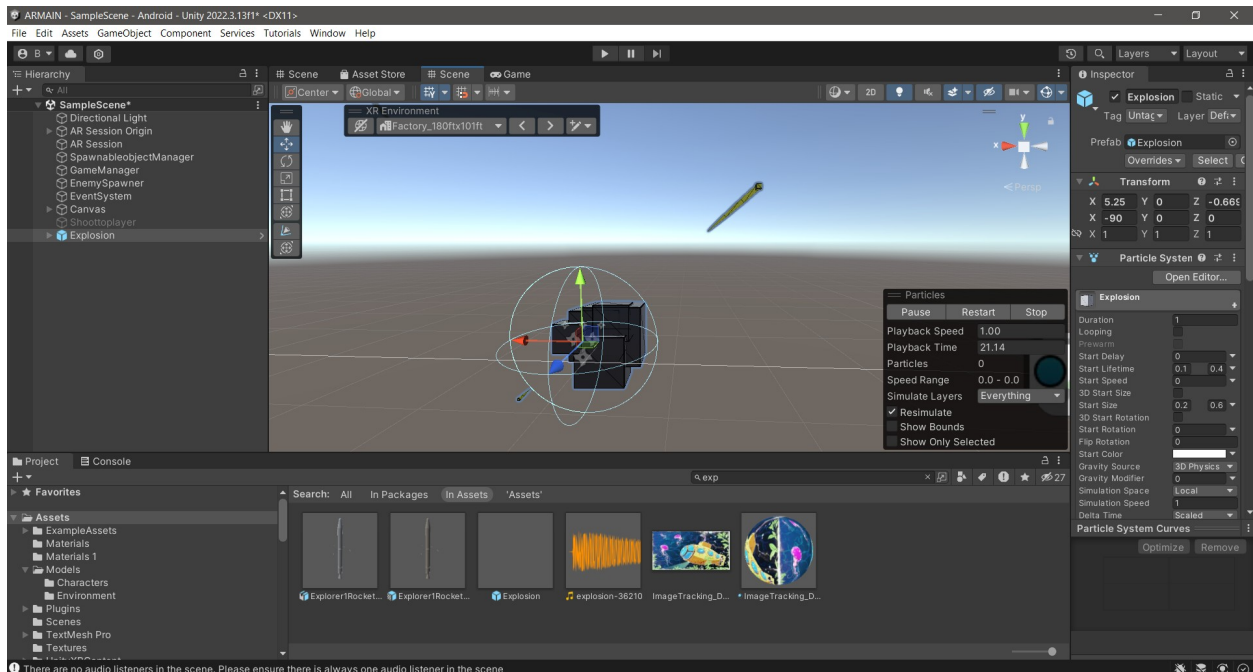 ARMAIN - SampleScene - Android - Unity 2022.3.13f1* <DX11>
File Edit Assets GameObject Component Services Tutorials Window Help
B
Layers
Layout
Hierarchy
All
SampleScene*
Directional Light
AR Session Origin
AR Session
SpawnableobjectManager
GameManager
EnemySpawner
EventSystem
Canvas
Shoottoplayer
Explosion
Scene Asset Store Scene Game
Center Global
2D
XR Environment
Factory_180ftx101ft
y
x
Persp
Particles
Pause Restart Stop
Playback Speed 1.00
Playback Time 21.14
Particles 0
Speed Range 0.0 - 0.0
Simulate Layers Everything
Resimulate
Show Bounds
Show Only Selected
Inspector
Explosion Static
Tag Untag Layer Def
Prefab Explosion
Overrides Select
Transform
X 5.25 Y 0 Z -0.669
X -90 Y 0 Z 0
X 1 Y 1 Z 1
Particle System
Open Editor...
Explosion
Duration 1
Looping
Prewarm
Start Delay 0
Start Lifetime 0.1 0.4
Start Speed 0
3D Start Size
Start Size 0.2 0.6
3D Start Rotation
Start Rotation 0
Flip Rotation 0
Start Color
Gravity Source 3D Physics
Gravity Modifier 0
Simulation Space Local
Simulation Speed 1
Delta Time Scaled
Particle System Curves
Optimize Remove
Project Console
exp
27
Favorites
Assets
ExampleAssets
Materials
Materials 1
Models
Characters
Environment
Plugins
Scenes
TextMesh Pro
Textures
UnityXRContent
Search: All In Packages In Assets 'Assets'
Explorer1Rocket... Explorer1Rocket... Explosion explosion-36210 ImageTracking_D... ImageTracking_D...
There are no audio listeners in the scene. Please ensure there is always one audio listener in the scene